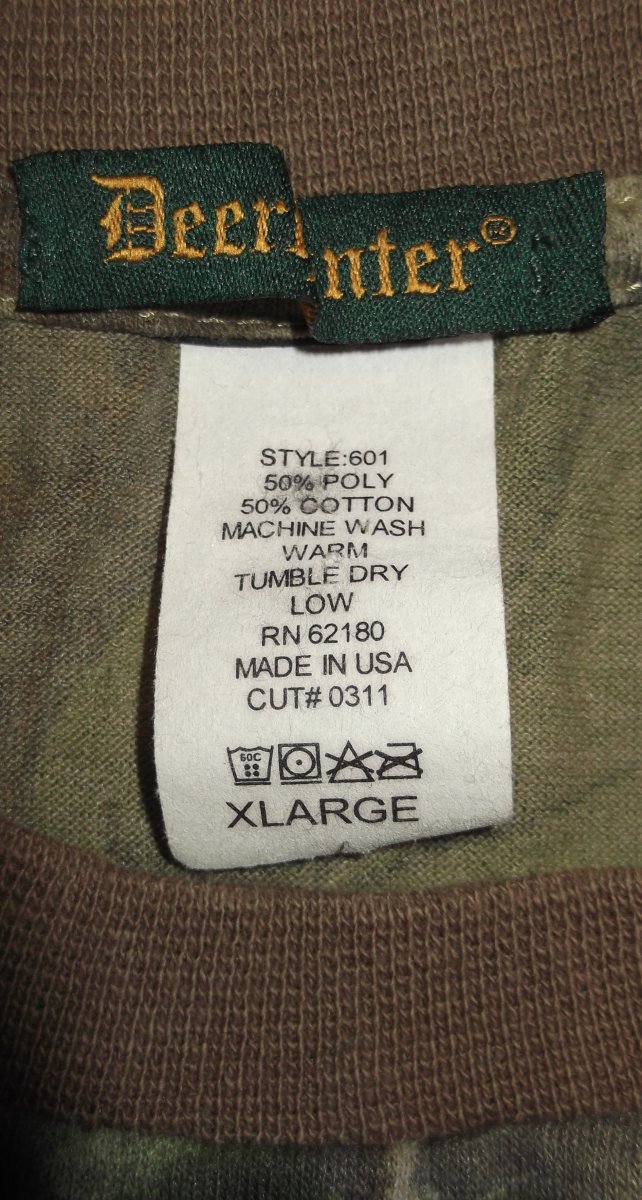 Deer nter®
STYLE:601
50% POLY
50% COTTON
MACHINE WASH
WARM
TUMBLE DRY
LOW
RN 62180
MADE IN USA
CUT# 0311
60C
XLARGE